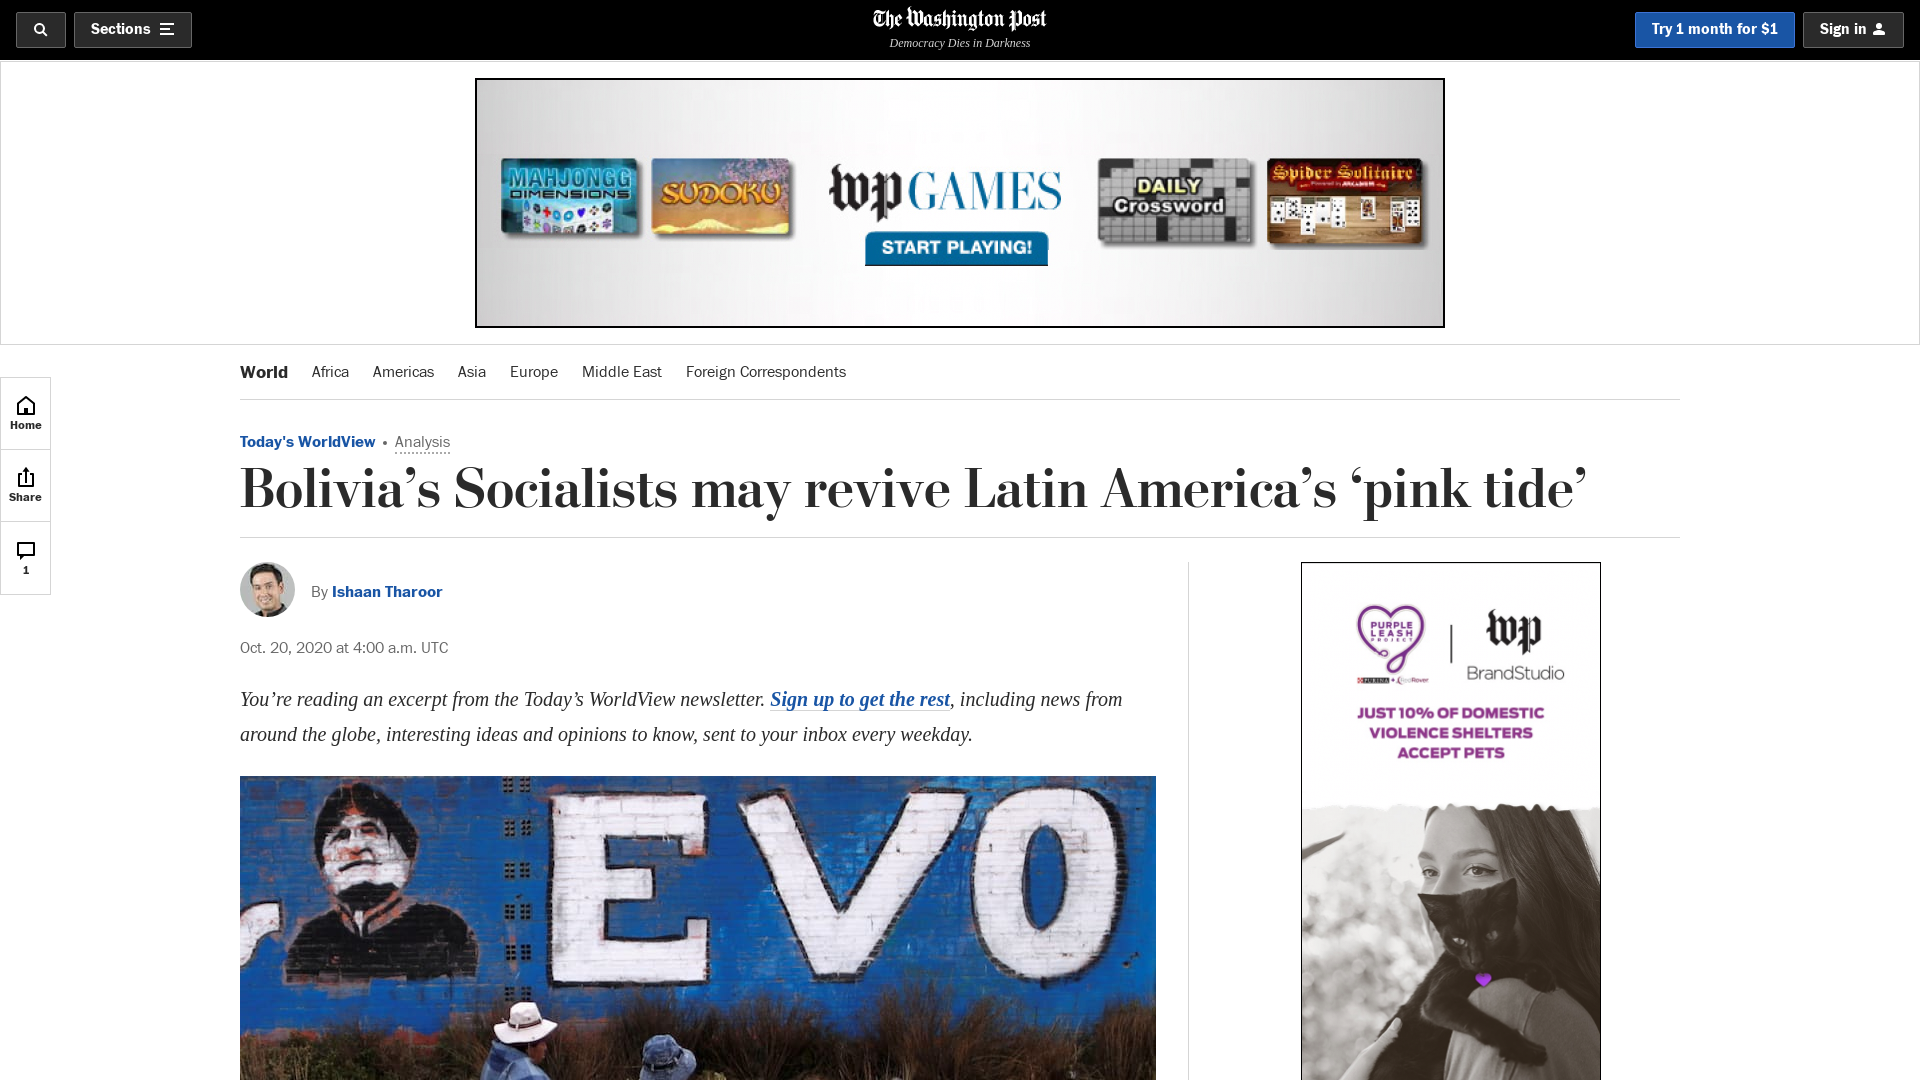 Sections
The Washington Post
Democracy Dies in Darkness
Try 1 month for $1
Sign in
MAHJONGG
DIMENSIONS
SUDOKU
wp GAMES
START PLAYING!
DAILY
Crossword
Spider Solitaire
World
Africa
Americas
Asia
Europe
Middle East
Foreign Correspondents
Home
Share
1
Today's WorldView • Analysis
Bolivia’s Socialists may revive Latin America’s ‘pink tide’
By Ishaan Tharoor
Oct. 20, 2020 at 4:00 a.m. UTC
You’re reading an excerpt from the Today’s WorldView newsletter. Sign up to get the rest, including news from
around the globe, interesting ideas and opinions to know, sent to your inbox every weekday.
EVO
PURPLE
LEASH
PROJECT
PURINA
wp
BrandStudio
JUST 10% OF DOMESTIC
VIOLENCE SHELTERS
ACCEPT PETS